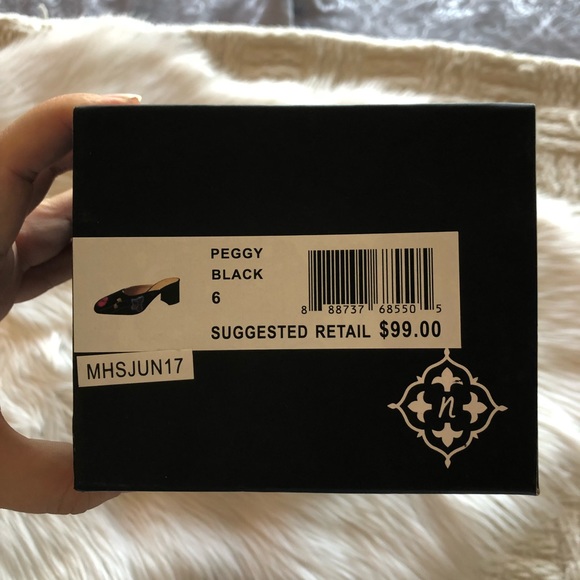 PEGGY
BLACK
6
8 88737 68550 5
SUGGESTED RETAIL $99.00
MHSJUN17
n